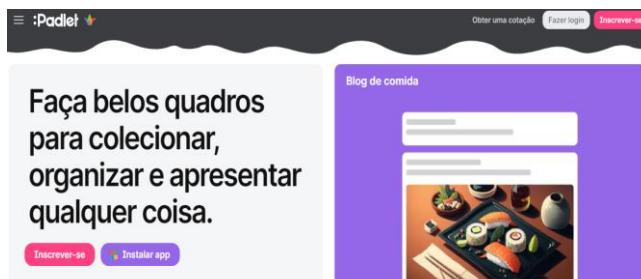 :Padlet
Obter uma cotação
Fazer login
Inscrever-se
Faça belos quadros
para colecionar,
organizar e apresentar
qualquer coisa.
Inscrever-se
Instalar app
Blog de comida